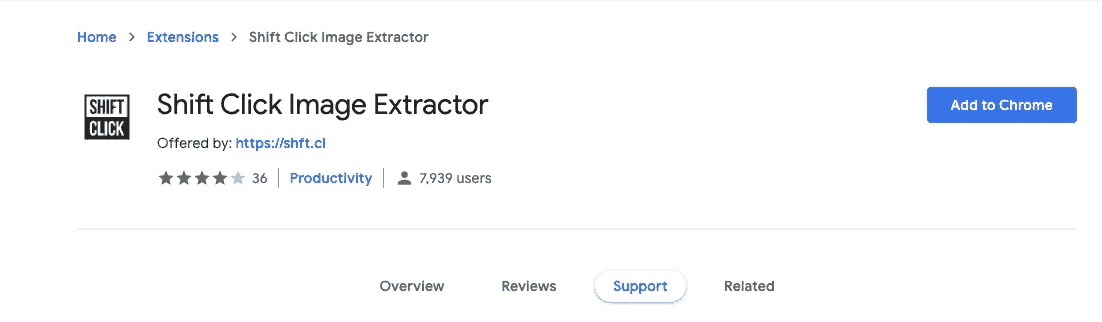 Home > Extensions > Shift Click Image Extractor
SHIFT
CLICK
Shift Click Image Extractor
Add to Chrome
Offered by: https://shft.cl
36 Productivity 7,939 users
Overview Reviews Support Related